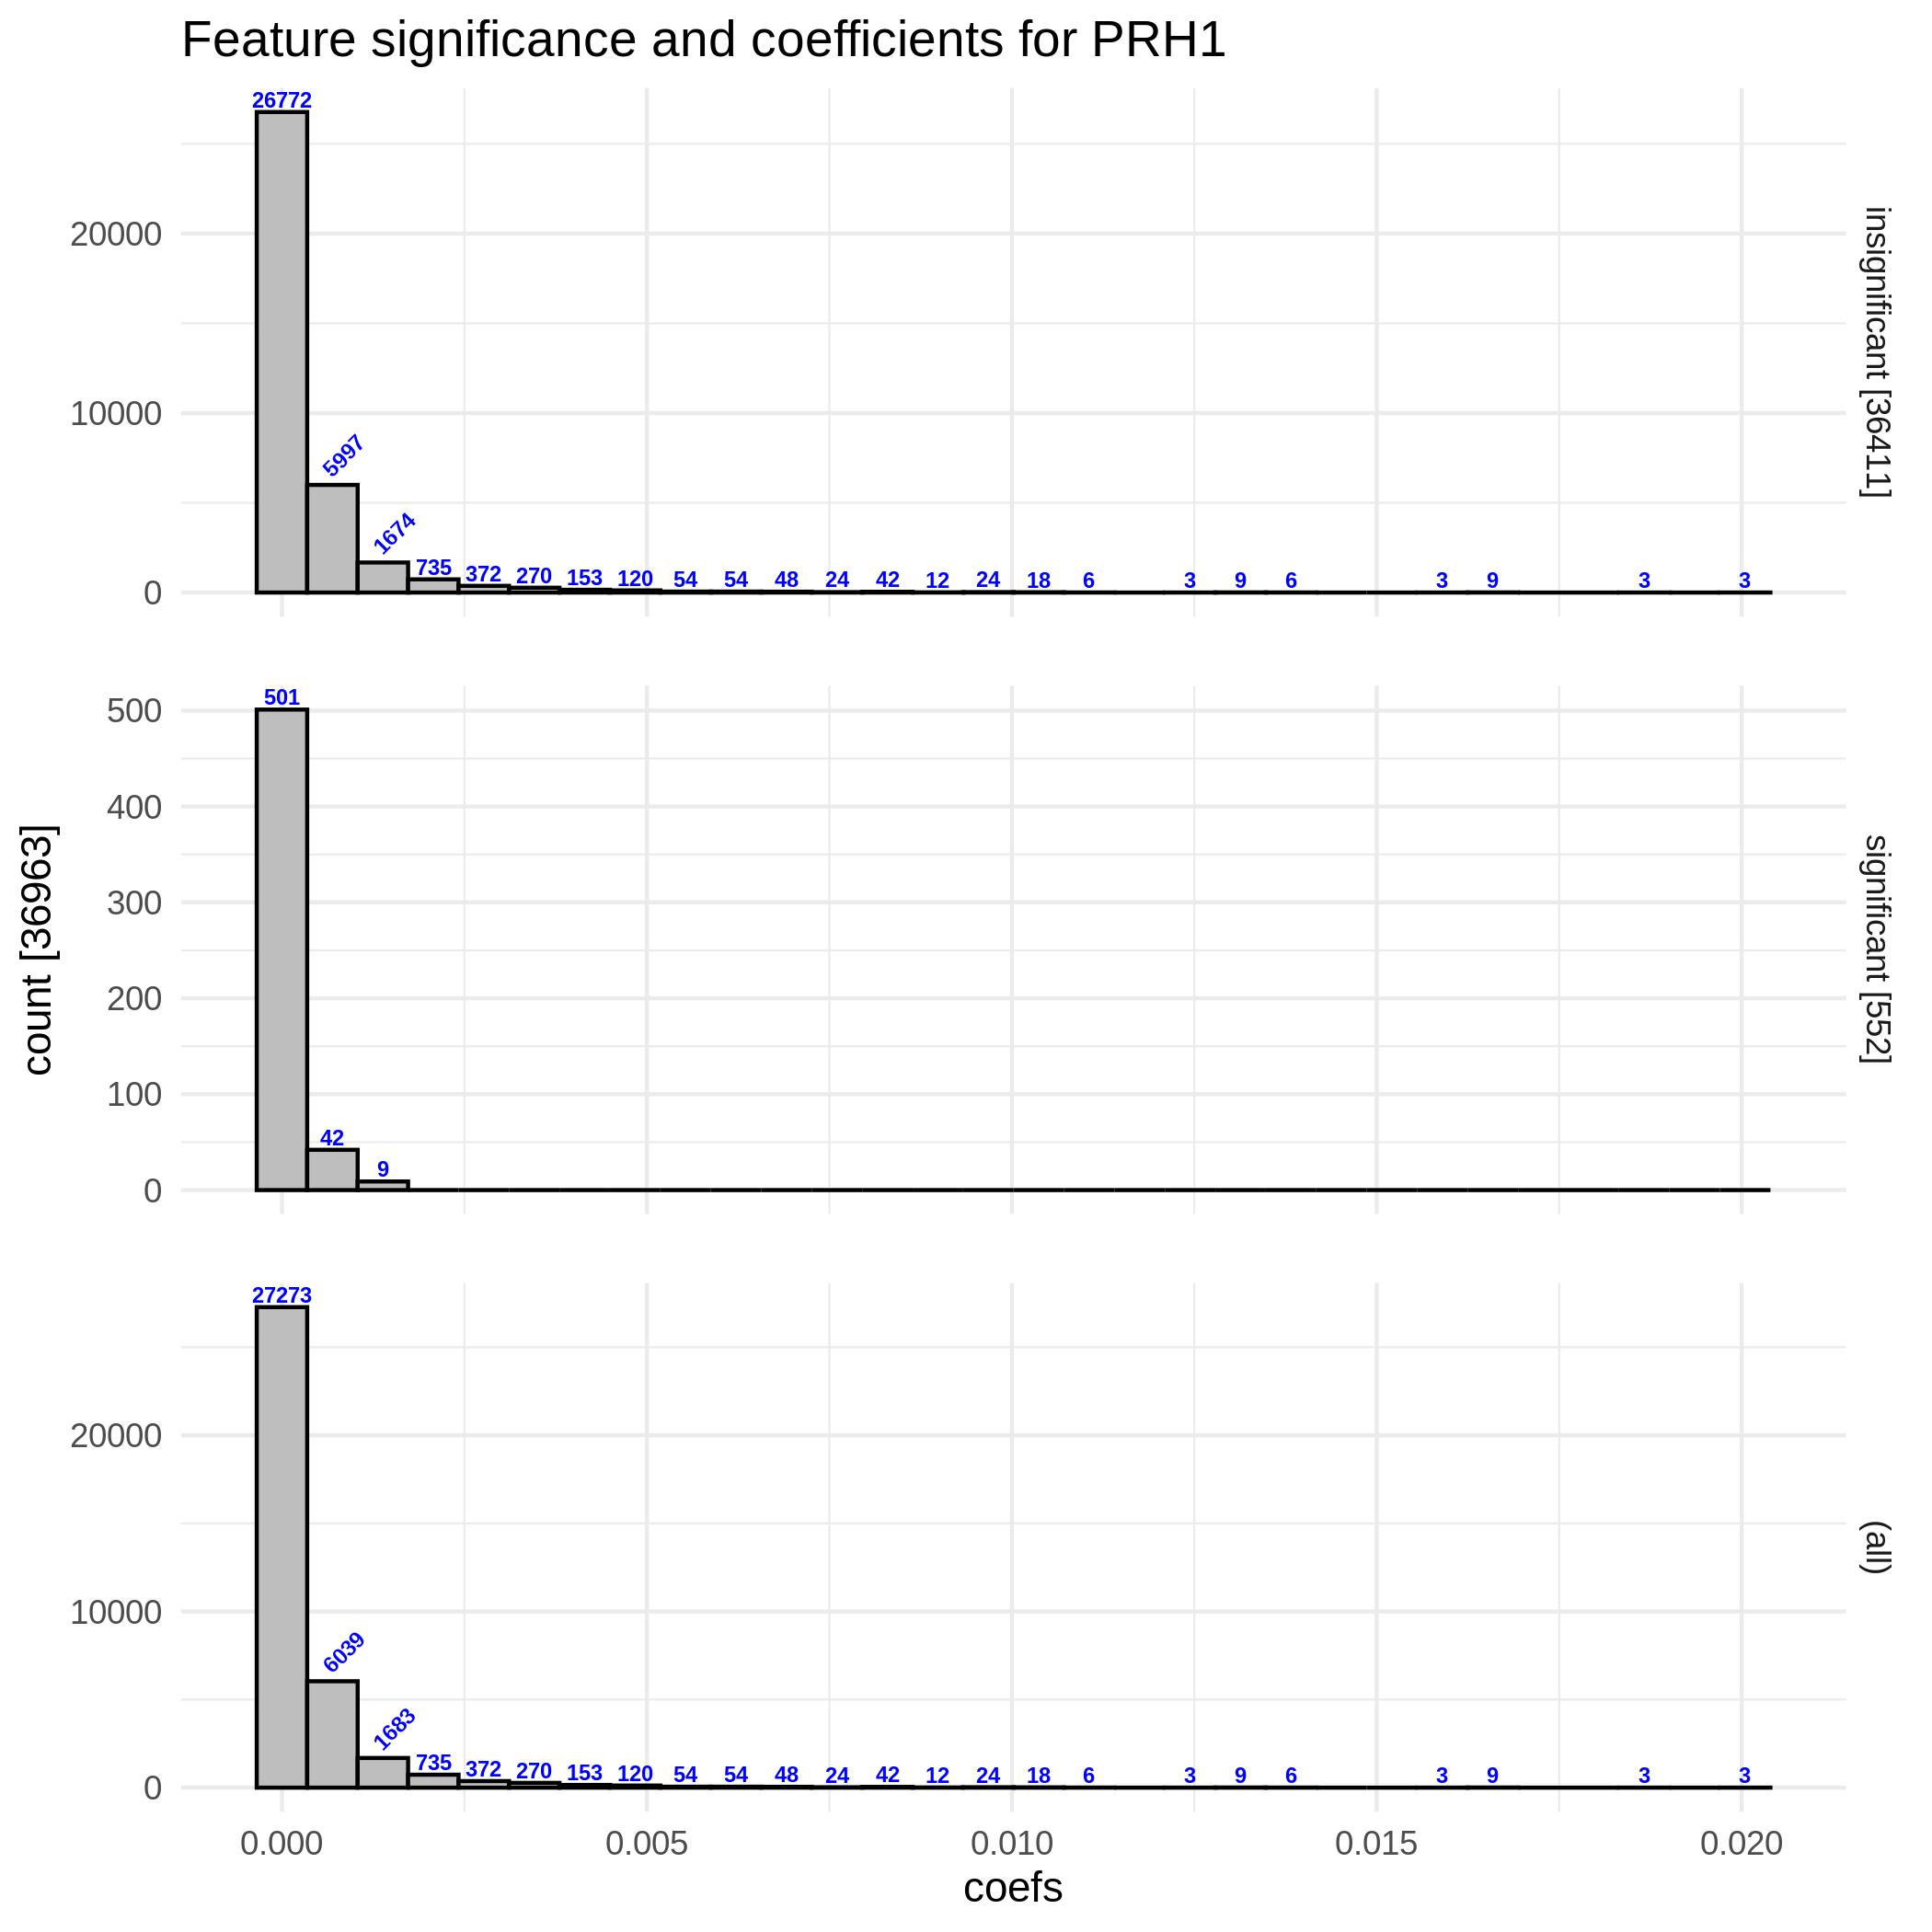 Feature significance and coefficients for PRH1
26772
5997
1674
735 372 270 153 120 54 54 48 24 42 12 24 18 6 3 9 6 3 9 3 3
20000
10000
0
insignificant [36411]
501
42
9
500
400
300
200
100
0
significant [552]
count [36963]
27273
6039
1683
735 372 270 153 120 54 54 48 24 42 12 24 18 6 3 9 6 3 9 3 3
20000
10000
0
(all)
0.000 0.005 0.010 0.015 0.020
coefs